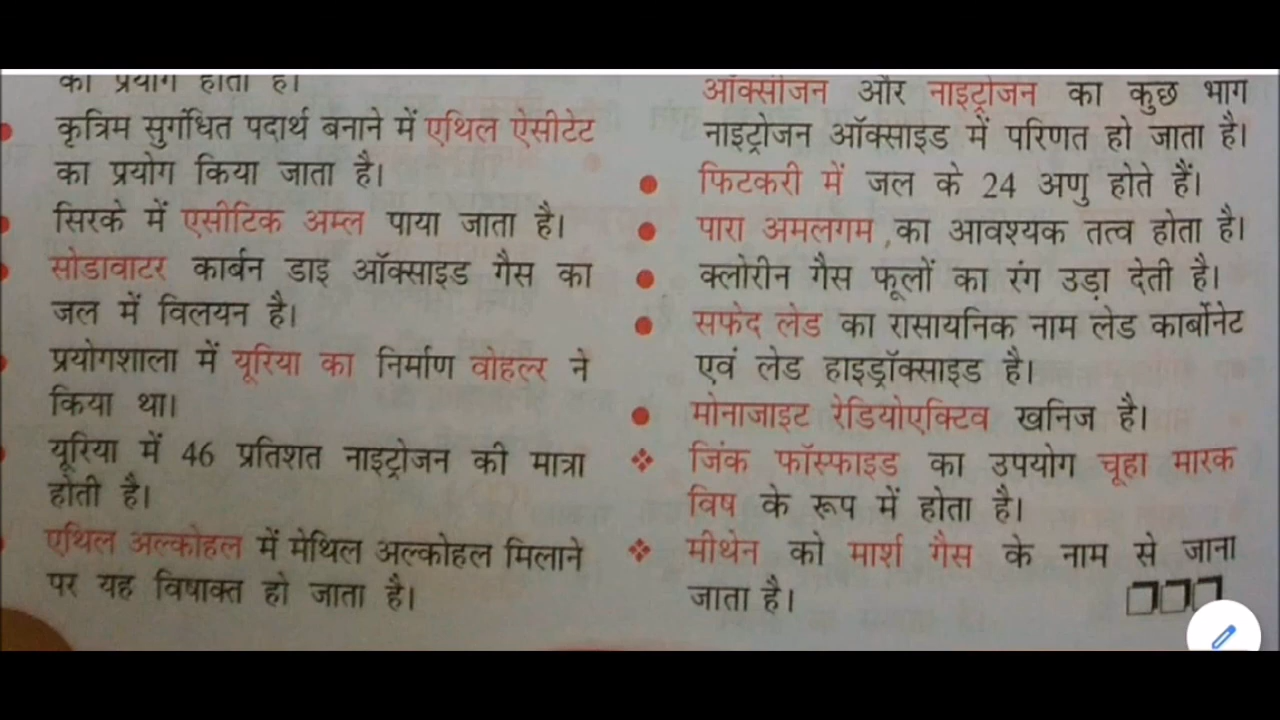 का प्रयोग होता है।
कृत्रिम सुगंधित पदार्थ बनाने में एथिल ऐसीटेट
का प्रयोग किया जाता है।
सिरके में एसीटिक अम्ल पाया जाता है।
सोडावाटर कार्बन डाइ ऑक्साइड गैस का
जल में विलयन है।
प्रयोगशाला में यूरिया का निर्माण वोहलर ने
किया था।
यूरिया में 46 प्रतिशत नाइट्रोजन की मात्रा
होती है।
एथिल अल्कोहल में मेथिल अल्कोहल मिलाने
पर यह विषाक्त हो जाता है।
ऑक्सीजन और नाइट्रोजन का कुछ भाग
नाइट्रोजन ऑक्साइड में परिणत हो जाता है।
फिटकरी में जल के 24 अणु होते हैं।
पारा अमलगम का आवश्यक तत्व होता है।
क्लोरीन गैस फूलों का रंग उड़ा देती है।
सफेद लेड का रासायनिक नाम लेड कार्बोनेट
एवं लेड हाइड्रॉक्साइड है।
मोनाजाइट रेडियोएक्टिव खनिज है।
जिंक फॉस्फाइड का उपयोग चूहा मारक
विष के रूप में होता है।
मीथेन को मार्श गैस के नाम से जाना
जाता है।